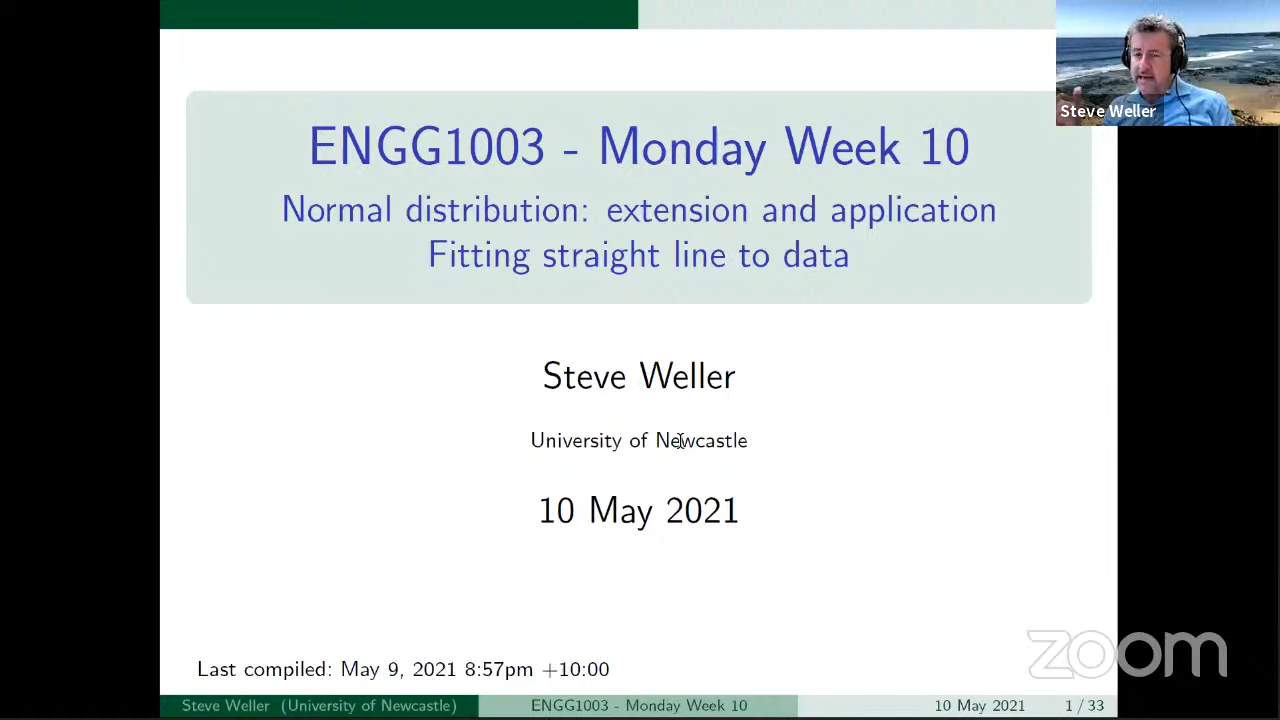 Steve Weller
ENGG1003 - Monday Week 10
Normal distribution: extension and application
Fitting straight line to data
Steve Weller
University of Newcastle
10 May 2021
Last compiled: May 9, 2021 8:57pm +10:00
zoom
Steve Weller (University of Newcastle) ENGG1003 - Monday Week 10 10 May 2021 1 / 33